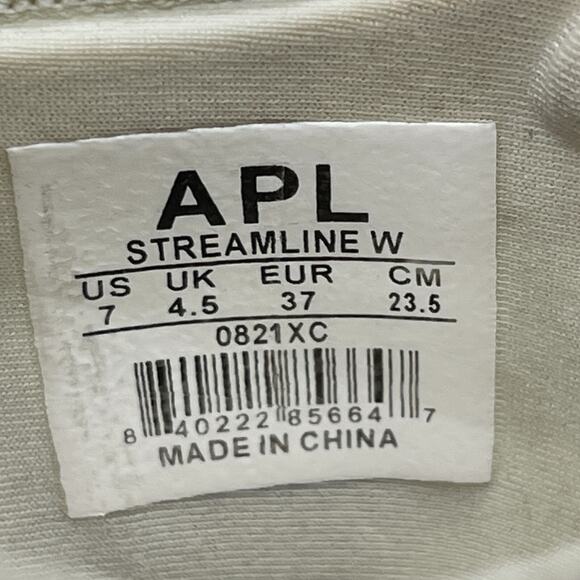 APL
STREAMLINE W
US UK EUR CM
7 4.5 37 23.5
0821XC
8 40222 85664 7
MADE IN CHINA